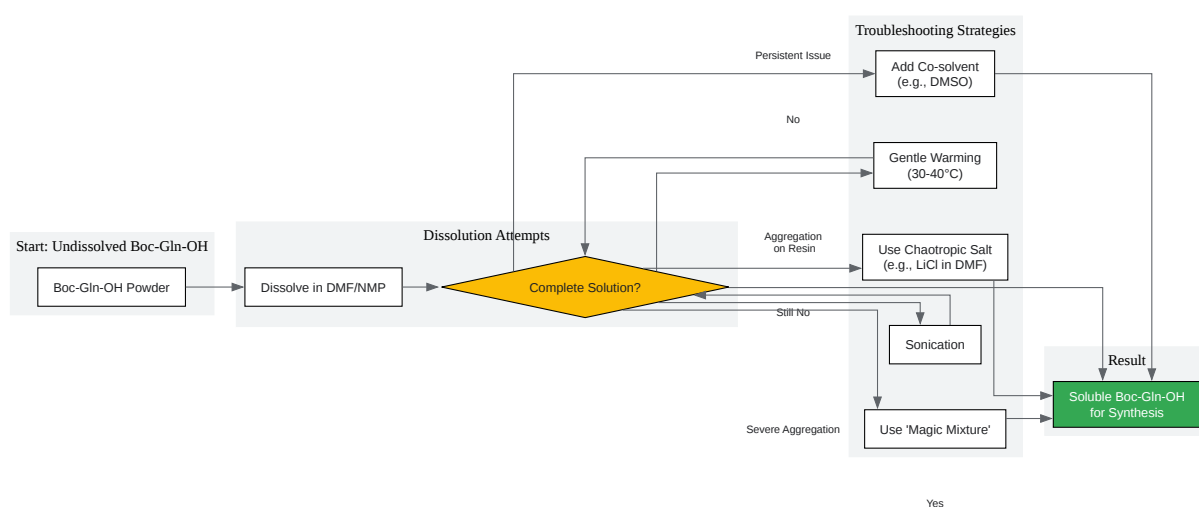 Troubleshooting Strategies
Persistent Issue
Add Co-solvent
(e.g., DMSO)
No
Gentle Warming
(30-40°C)
Start: Undissolved Boc-Gln-OH
Boc-Gln-OH Powder
Dissolution Attempts
Dissolve in DMF/NMP
Complete Solution?
Aggregation
on Resin
Use Chaotropic Salt
(e.g., LiCl in DMF)
Still No
Sonication
Severe Aggregation
Use 'Magic Mixture'
Result
Soluble Boc-Gln-OH
for Synthesis
Yes